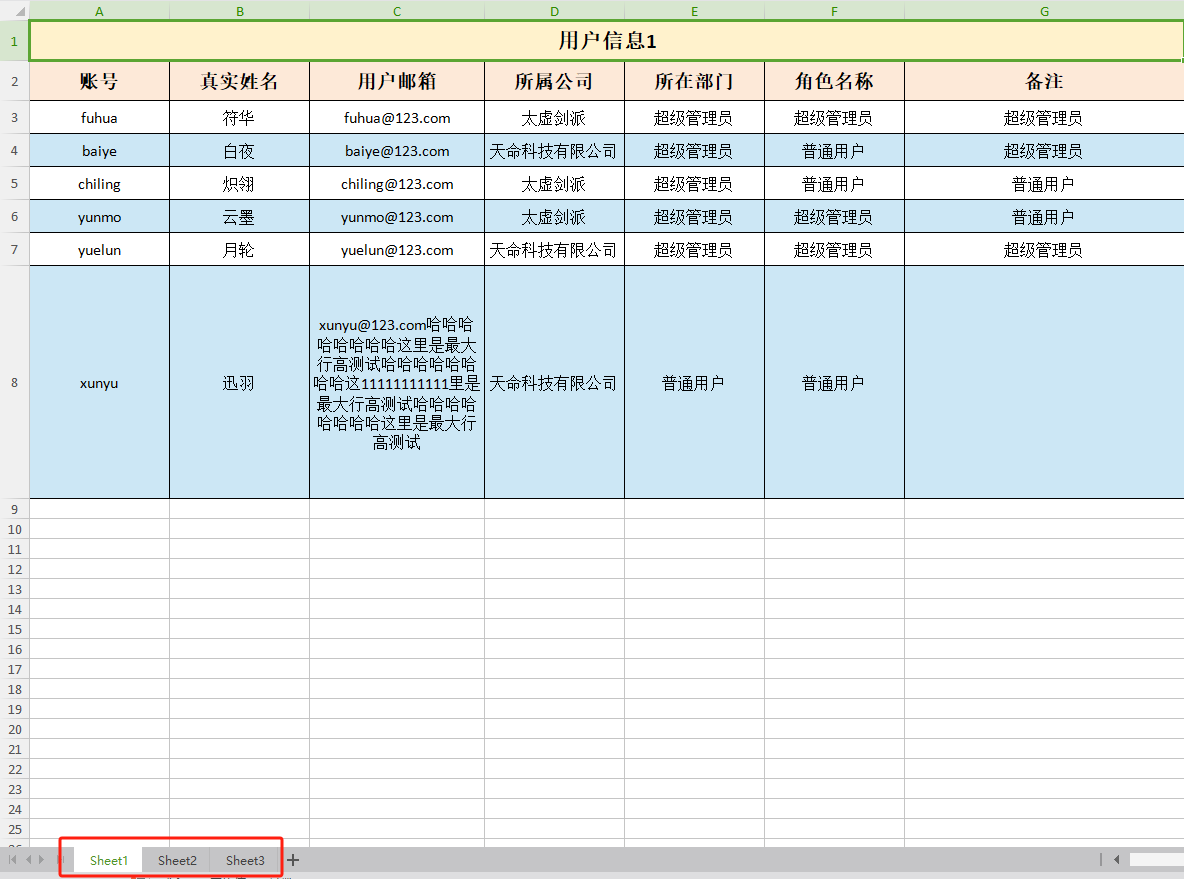 A B C D E F G
1 用户信息1
2 账号 真实姓名 用户邮箱 所属公司 所在部门 角色名称 备注
3 fuhua 符华 fuhua@123.com 太虚剑派 超级管理员 超级管理员 超级管理员
4 baiye 白夜 baiye@123.com 天命科技有限公司 超级管理员 普通用户 超级管理员
5 chiling 炽翎 chiling@123.com 太虚剑派 超级管理员 普通用户 普通用户
6 yunmo 云墨 yunmo@123.com 太虚剑派 超级管理员 超级管理员 普通用户
7 yuelun 月轮 yuelun@123.com 天命科技有限公司 超级管理员 超级管理员 超级管理员
xunyu@123.com哈哈哈
哈哈哈哈哈这里是最大
行高测试哈哈哈哈哈哈
8 xunyu 迅羽 哈哈这11111111111里是 天命科技有限公司 普通用户 普通用户
最大行高测试哈哈哈哈
哈哈哈哈这里是最大行
高测试
9
10
11
12
13
14
15
16
17
18
19
20
21
22
23
24
25
Sheet1 Sheet2 Sheet3 +